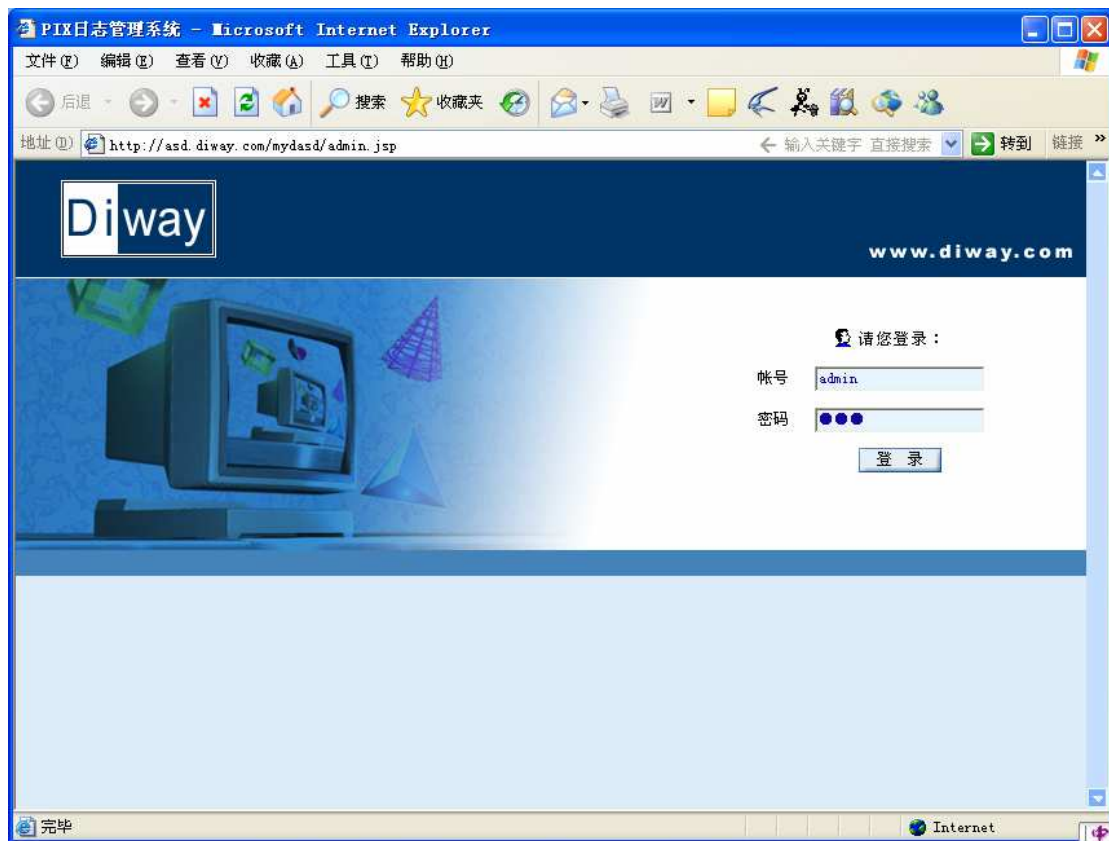 PIX日志管理系统 - Microsoft Internet Explorer
文件(F) 编辑(E) 查看(V) 收藏(A) 工具(T) 帮助(H)
后退 搜索 收藏夹
地址(D) http://asd.diway.com/mydasd/admin.jsp 输入关键字 直接搜索 转到 链接 »
Diway
www.diway.com
请您登录：
帐号 admin
密码 ●●●
登 录
完毕 Internet 中